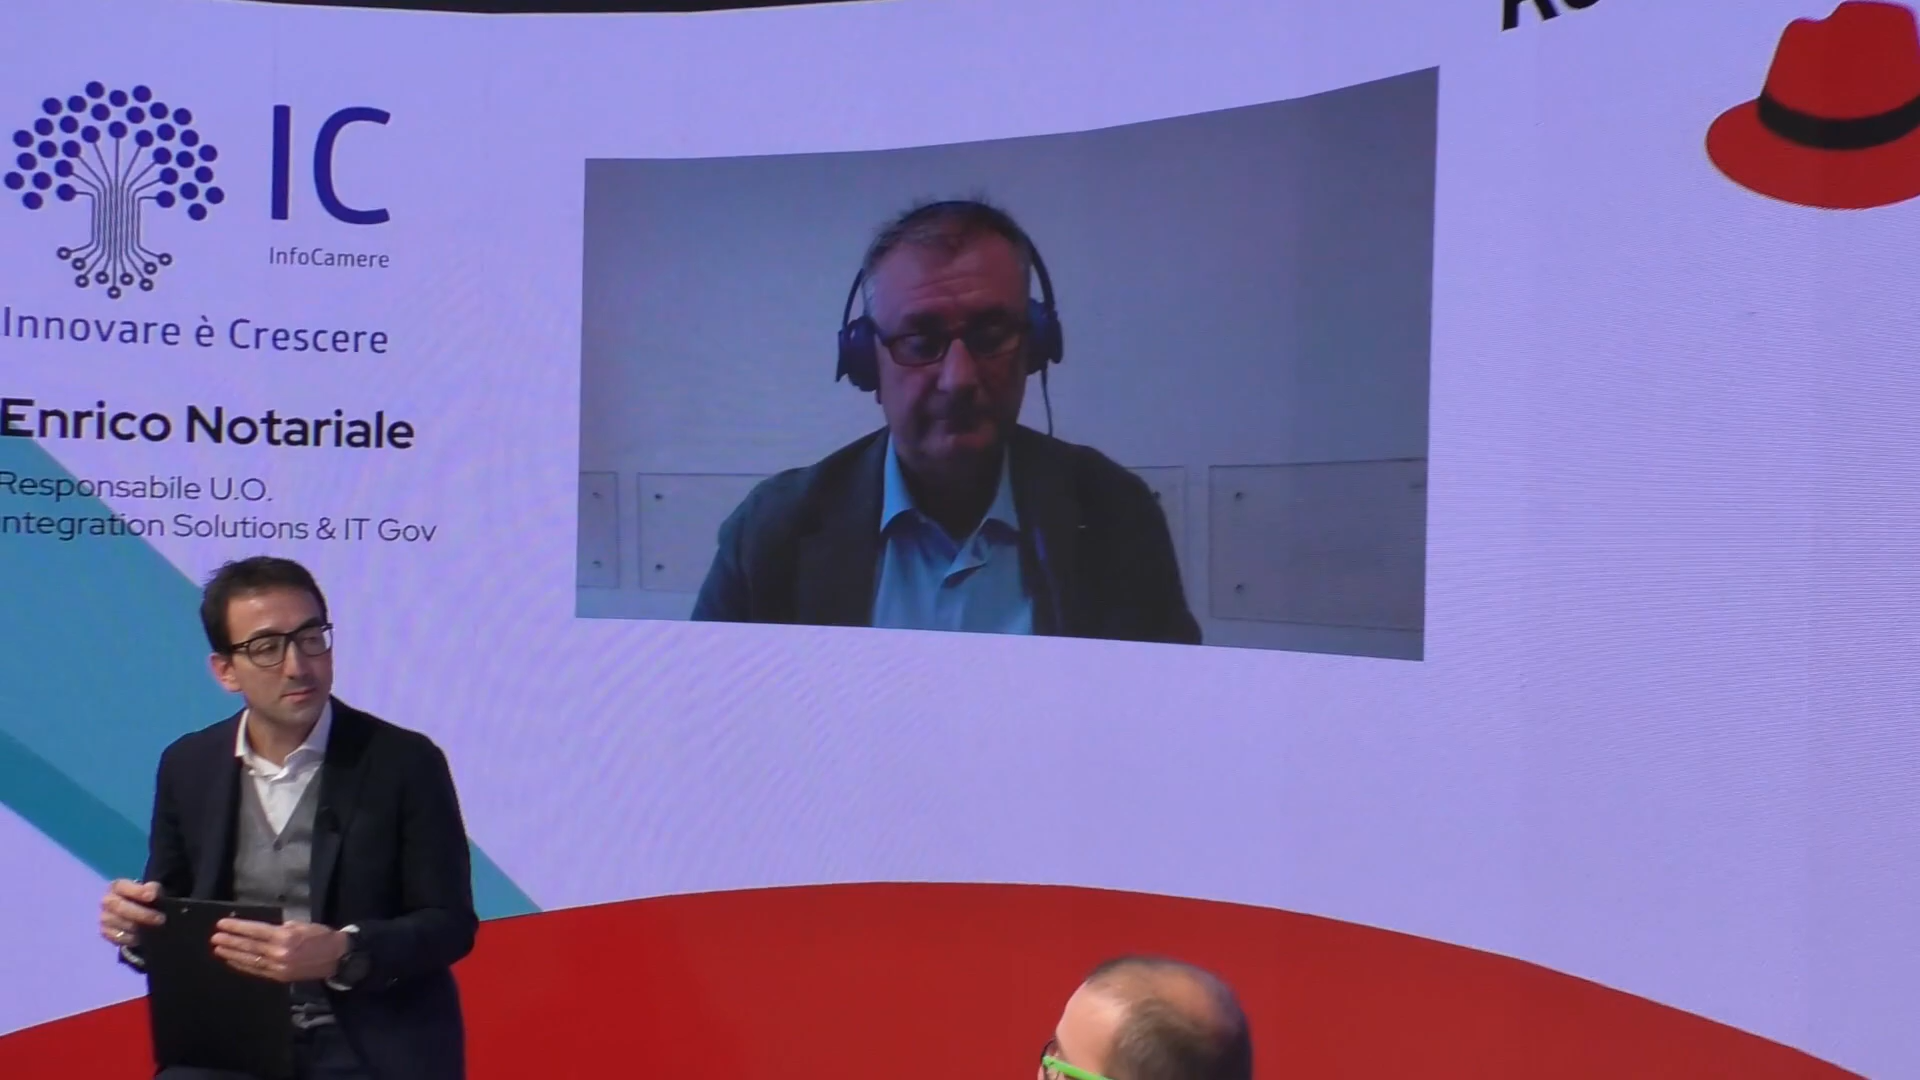 IC
InfoCamere
Innovare è Crescere
Enrico Notariale
Responsabile U.O.
ntegration Solutions & IT Gov